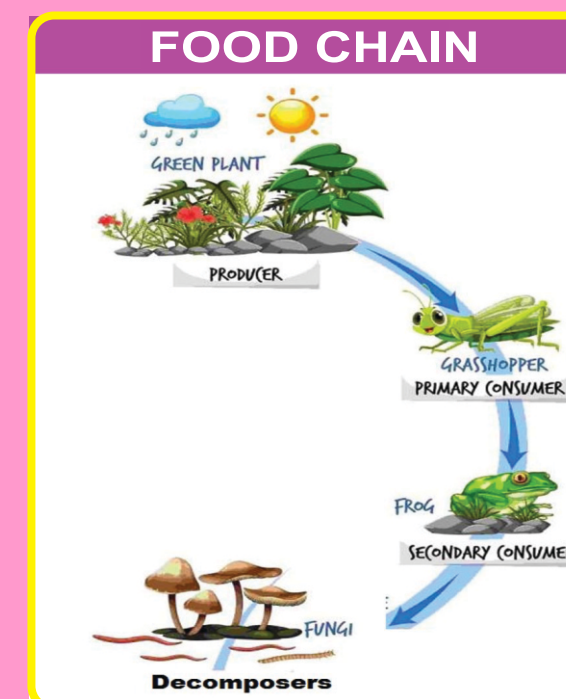 FOOD CHAIN
GREEN PLANT
PRODUCER
GRASSHOPPER
PRIMARY CONSUMER
FROG
SECONDARY CONSUME
FUNGI
Decomposers